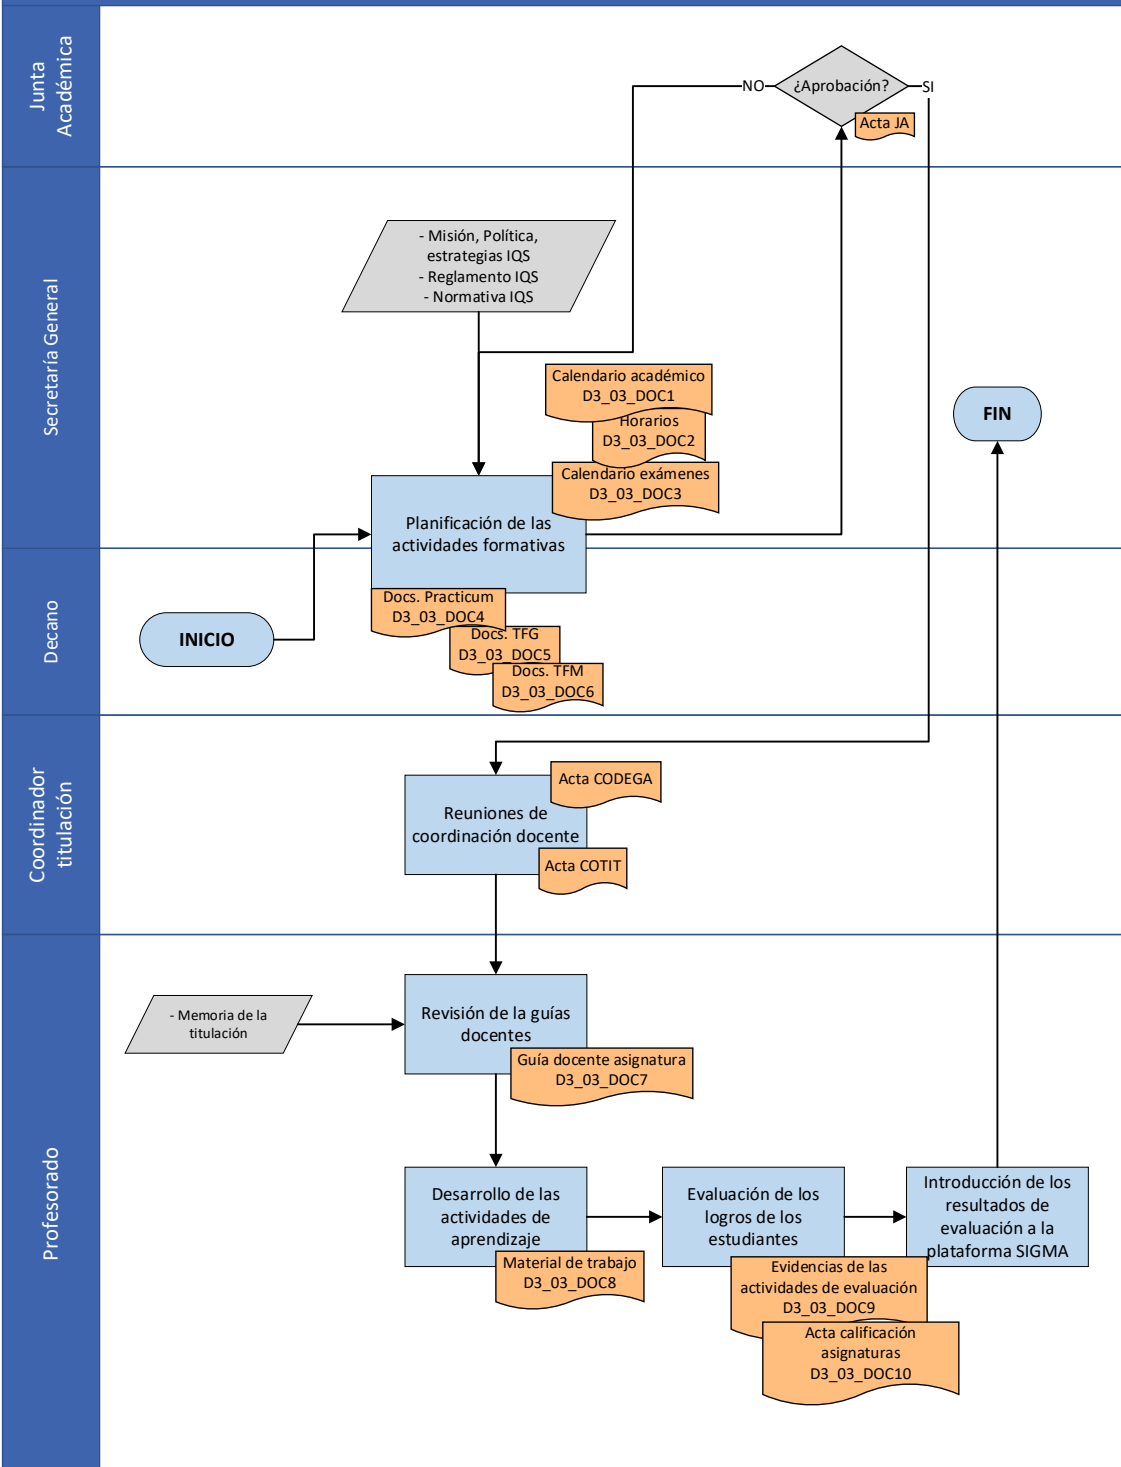 Junta
Académica
¿Aprobación?
NO
SI
Acta JA
Secretaría General
- Misión, Política,
estrategias IQS
- Reglamento IQS
- Normativa IQS
Calendario académico
D3_03_DOC1
Horarios
D3_03_DOC2
Calendario exámenes
D3_03_DOC3
FIN
Planificación de las
actividades formativas
Decano
INICIO
Docs. Practicum
D3_03_DOC4
Docs. TFG
D3_03_DOC5
Docs. TFM
D3_03_DOC6
Coordinador
titulación
Acta CODEGA
Reuniones de
coordinación docente
Acta COTIT
Profesorado
- Memoria de la
titulación
Revisión de la guías
docentes
Guía docente asignatura
D3_03_DOC7
Desarrollo de las
actividades de
aprendizaje
Material de trabajo
D3_03_DOC8
Evaluación de los
logros de los
estudiantes
Evidencias de las
actividades de evaluación
D3_03_DOC9
Acta calificación
asignaturas
D3_03_DOC10
Introducción de los
resultados de
evaluación a la
plataforma SIGMA